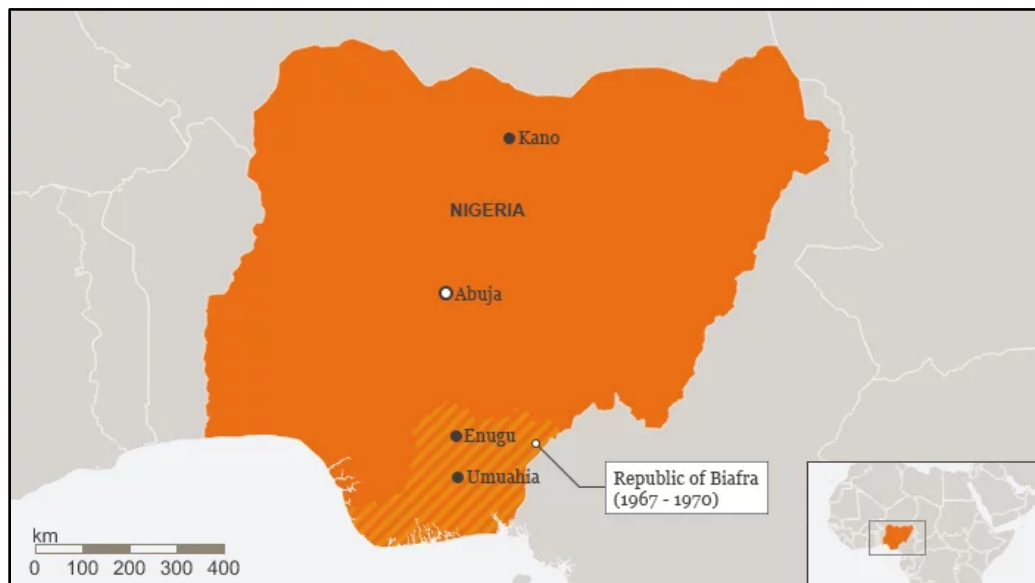 Kano
NIGERIA
Abuja
Enugu
Umuahia
Republic of Biafra
(1967 - 1970)
km
0 100 200 300 400